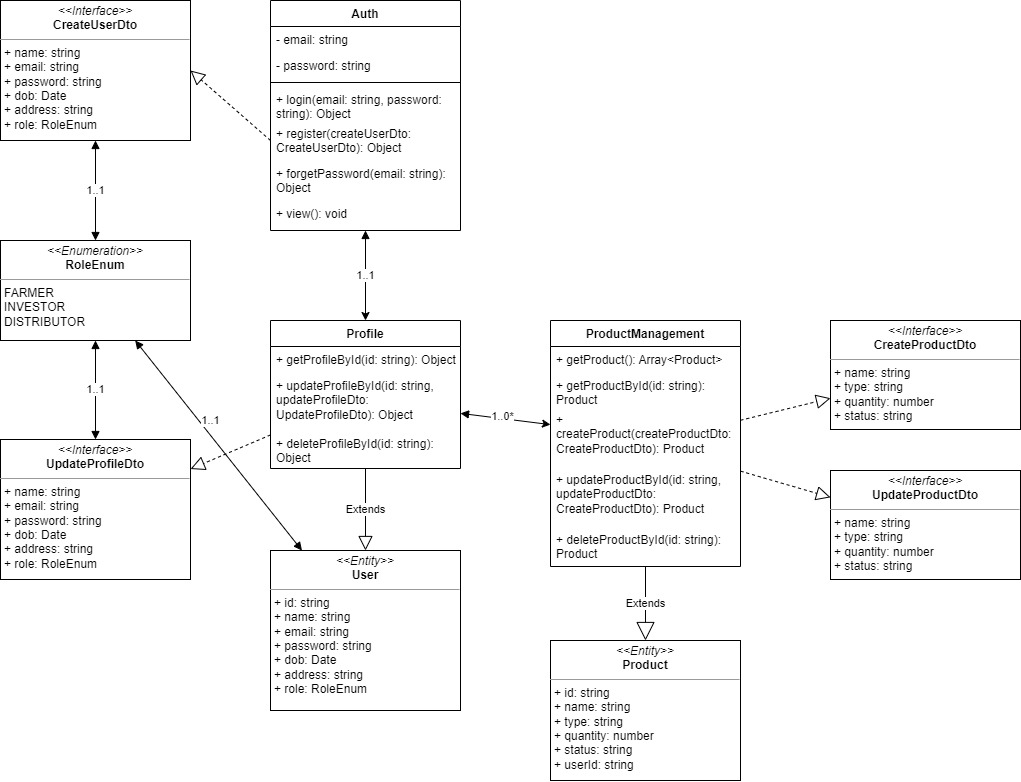 <<Interface>>
CreateUserDto
+ name: string
+ email: string
+ password: string
+ dob: Date
+ address: string
+ role: RoleEnum
Auth
- email: string
- password: string
+ login(email: string, password:
string): Object
+ register(createUserDto:
CreateUserDto): Object
+ forgetPassword(email: string):
Object
+ view(): void
1..1
1..1
<<Enumeration>>
RoleEnum
FARMER
INVESTOR
DISTRIBUTOR
1..1
1..1
Profile
+ getProfileById(id: string): Object
+ updateProfileById(id: string,
updateProfileDto:
UpdateProfileDto): Object
+ deleteProfileById(id: string):
Object
1..0*
ProductManagement
+ getProduct(): Array<Product>
+ getProductById(id: string):
Product
+
createProduct(createProductDto:
CreateProductDto): Product
+ updateProductById(id: string,
updateProductDto:
CreateProductDto): Product
+ deleteProductById(id: string):
Product
<<Interface>>
CreateProductDto
+ name: string
+ type: string
+ quantity: number
+ status: string
<<Interface>>
UpdateProfileDto
+ name: string
+ email: string
+ password: string
+ dob: Date
+ address: string
+ role: RoleEnum
Extends
<<Interface>>
UpdateProductDto
+ name: string
+ type: string
+ quantity: number
+ status: string
<<Entity>>
User
+ id: string
+ name: string
+ email: string
+ password: string
+ dob: Date
+ address: string
+ role: RoleEnum
Extends
<<Entity>>
Product
+ id: string
+ name: string
+ type: string
+ quantity: number
+ status: string
+ userId: string